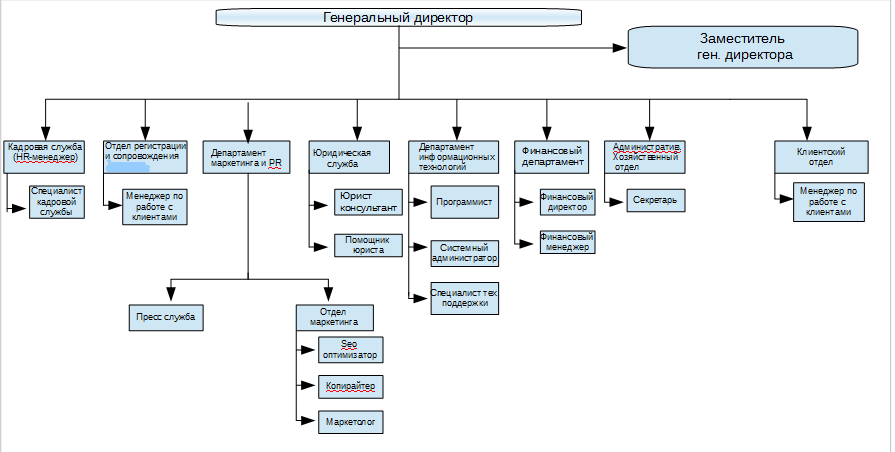 Генеральный директор
Заместитель
ген. директора
Кадровая служба
(HR-менеджер)
Отдел регистрации
и сопровождения
Департамент
маркетинга и PR
Юридическая
служба
Департамент
информационных
технологий
Финансовый
департамент
Административ.
Хозяйственный
отдел
Клиентский
отдел
Специалист
кадровой
службы
Менеджер по
работе с
клиентами
Юрист
консультант
Помощник
юриста
Программист
Системный
администратор
Специалист тех.
поддержки
Финансовый
директор
Финансовый
менеджер
Секретарь
Менеджер по
работе с
клиентами
Пресс служба
Отдел
маркетинга
Seo
оптимизатор
Копирайтер
Маркетолог